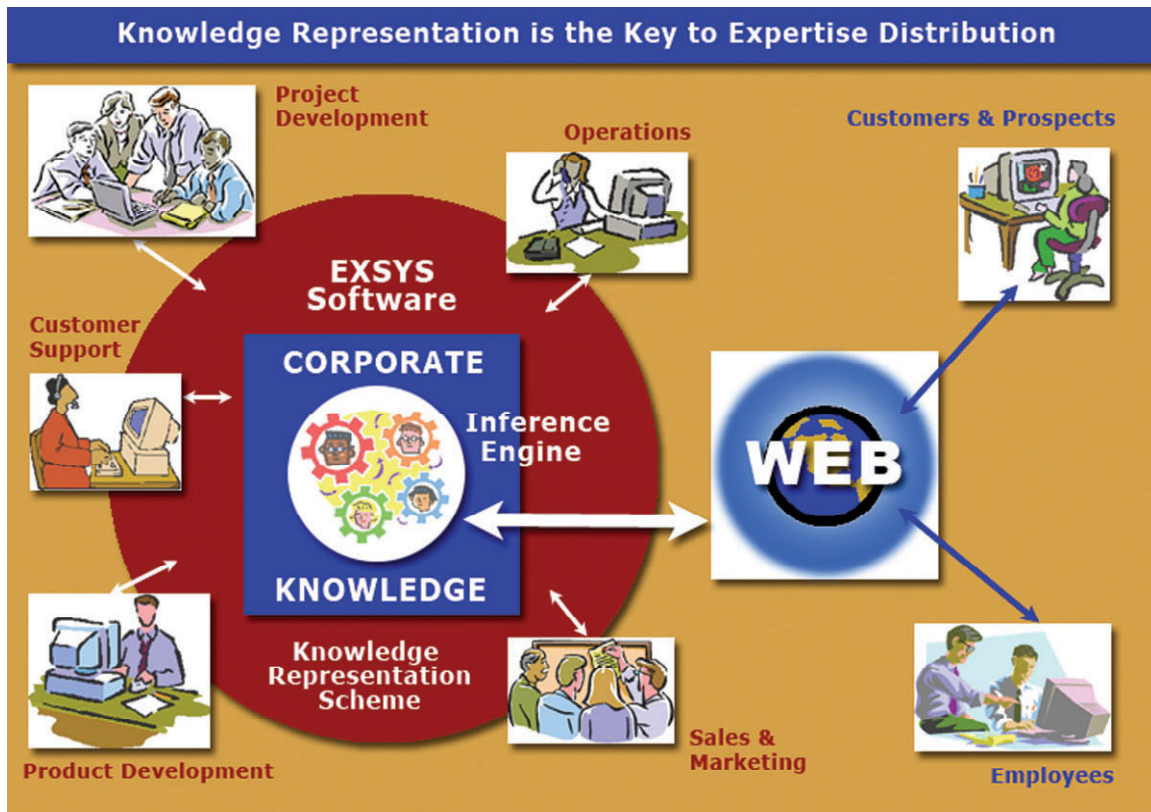 Knowledge Representation is the Key to Expertise Distribution
Project
Development
Operations
Customers & Prospects
EXSYS
Software
Customer
Support
CORPORATE
Inference
Engine
WEB
KNOWLEDGE
Knowledge
Representation
Scheme
Product Development
Sales &
Marketing
Employees